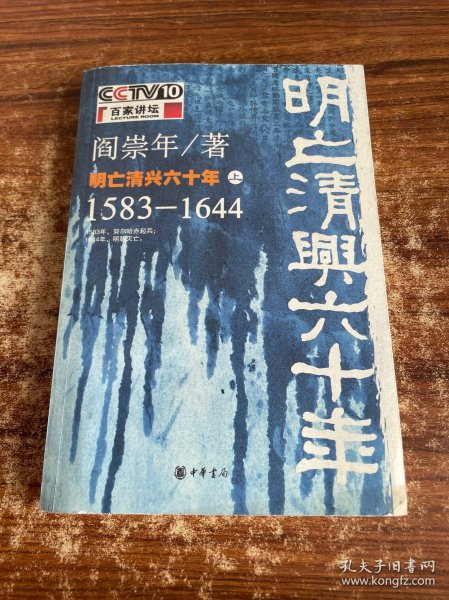 CCTV10
百家讲坛
LECTURE ROOM
阎崇年/著
明亡清兴六十年 上
1583—1644
1583年，努尔哈赤起兵；
1644年，明朝灭亡。
明亡清興六十年
中華書局
孔夫子旧书网
www.kongfz.com